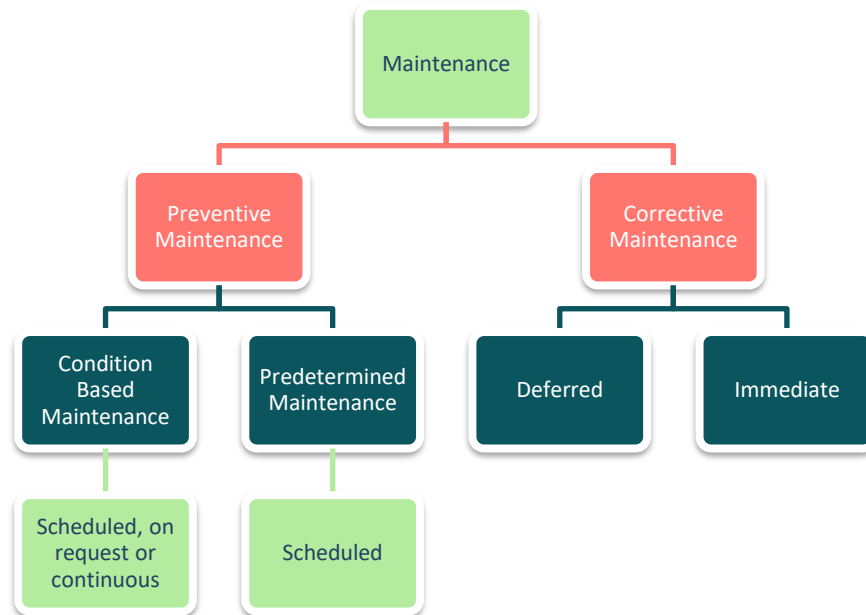 Maintenance
Preventive
Maintenance
Corrective
Maintenance
Condition
Based
Maintenance
Predetermined
Maintenance
Deferred
Immediate
Scheduled, on
request or
continuous
Scheduled